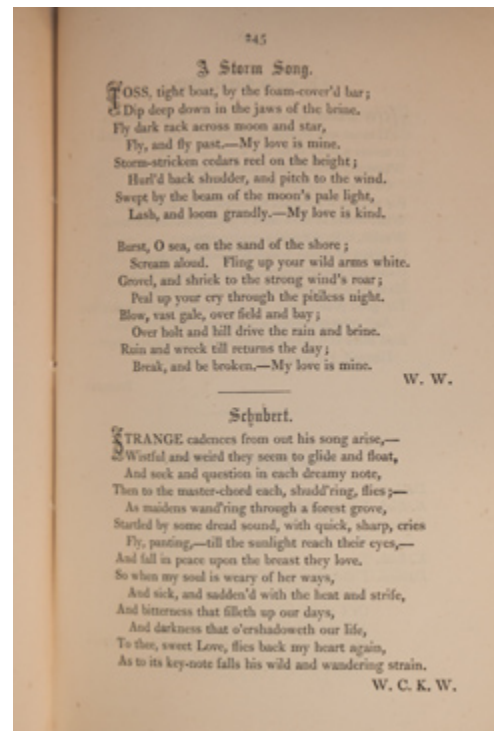 245
A Storm Song.
TOSS, tight boat, by the foam-cover'd bar;
Dip deep down in the jaws of the brine.
Fly dark rack across moon and star,
Fly, and fly past.—My love is mine.
Storm-stricken cedars reel on the height;
Hurl'd back shudder, and pitch to the wind.
Swept by the beam of the moon's pale light,
Lash, and loom grandly.—My love is kind.
Burst, O sea, on the sand of the shore;
Scream aloud. Fling up your wild arms white.
Grovel, and shriek to the strong wind's roar;
Peal up your cry through the pitiless night.
Blow, vast gale, over field and bay;
Over holt and hill drive the rain and brine.
Ruin and wreck till returns the day;
Break, and be broken.—My love is mine.
W. W.
Schubert.
STRANGE cadences from out his song arise,—
Wistful and weird they seem to glide and float,
And seek and question in each dreamy note,
Then to the master-chord each, shudd'ring, flies;—
As maidens wand'ring through a forest grove,
Startled by some dread sound, with quick, sharp, cries
Fly, panting,—till the sunlight reach their eyes,—
And fall in peace upon the breast they love.
So when my soul is weary of her ways,
And sick, and sadden'd with the heat and strife,
And bitterness that filleth up our days,
And darkness that o'ershadoweth our life,
To thee, sweet Love, flies back my heart again,
As to its key-note falls his wild and wandering strain.
W. C. K. W.